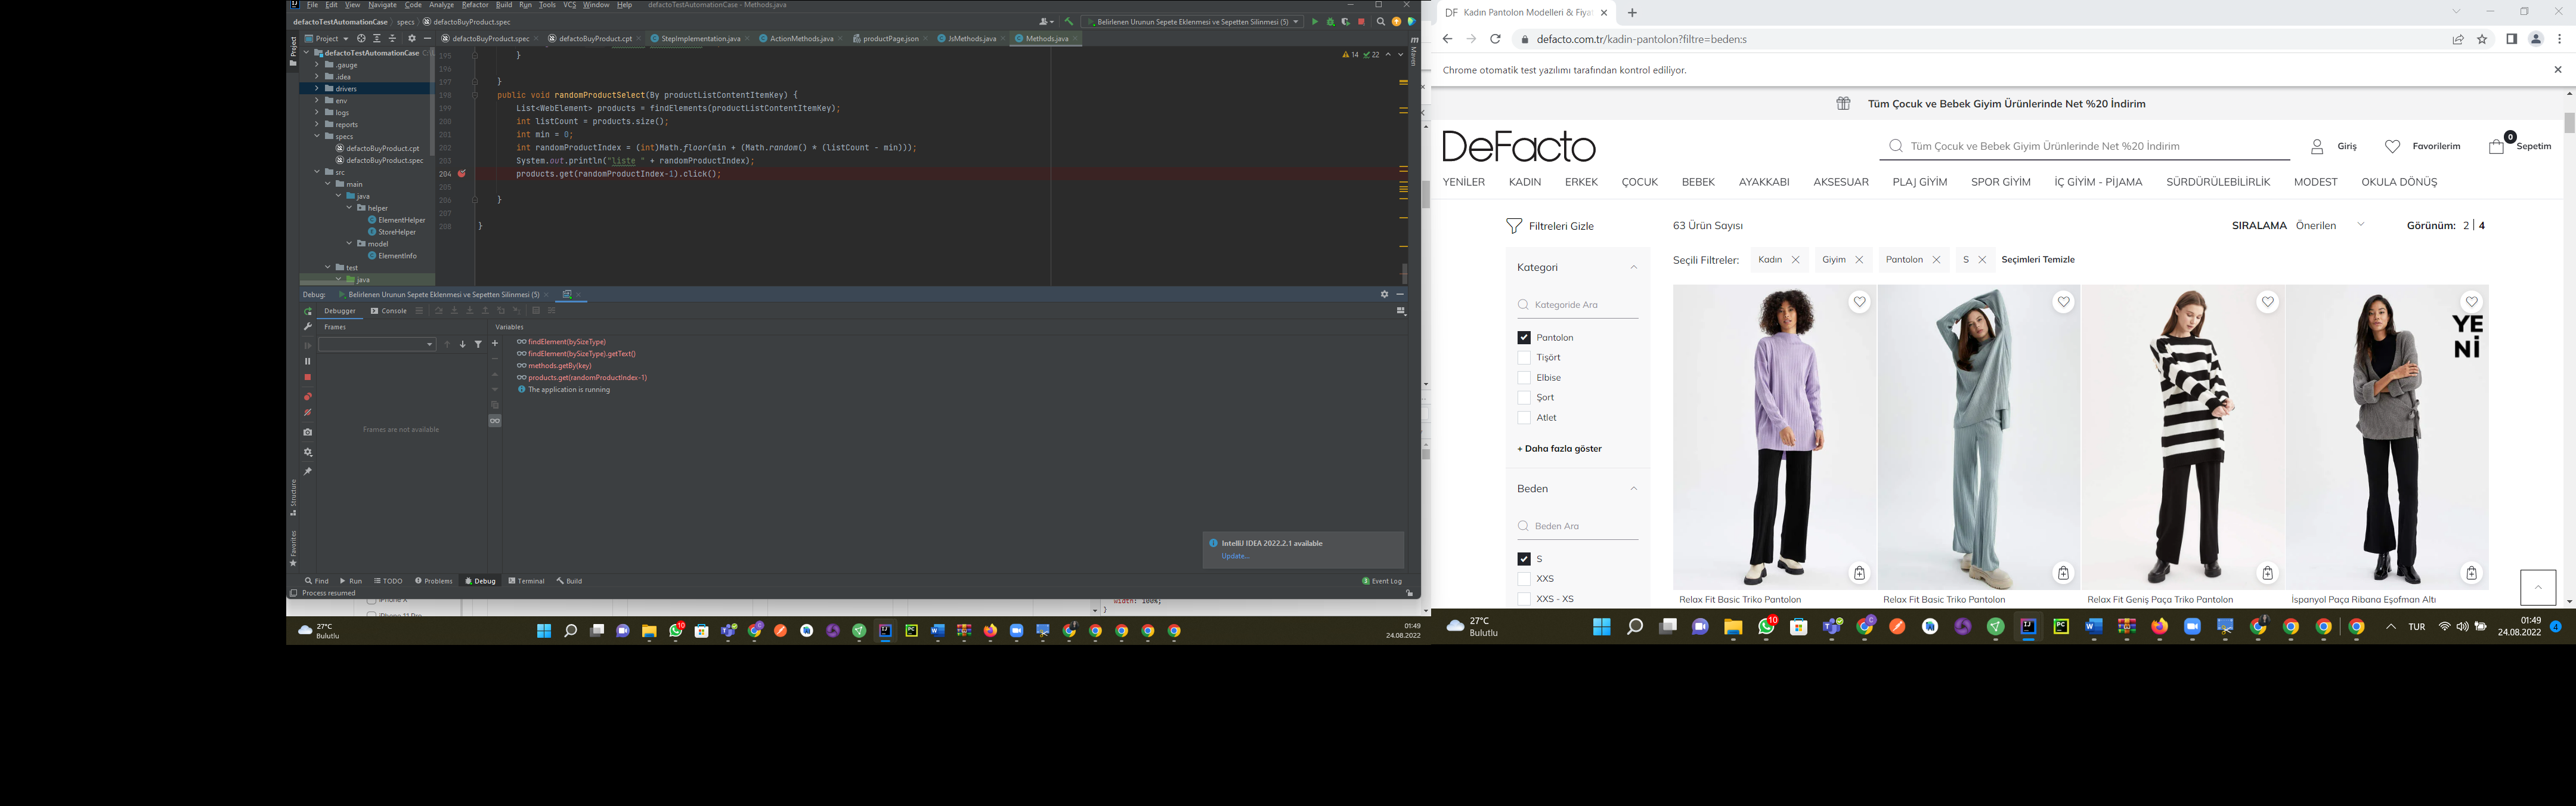 File Edit View Navigate Code Analyze Refactor Build Run Tools VCS Window Help defactoTestAutomationCase - Methods.java
defactoTestAutomationCase specs defactoBuyProduct.spec
Belirlenen Urunun Sepete Eklenmesi ve Sepetten Silinmesi (5)
Project
defactoBuyProduct.spec defactoBuyProduct.cpt StepImplementation.java ActionMethods.java productPage.json JsMethods.java Methods.java
Project
Maven
defactoTestAutomationCase
.gauge
.idea
drivers
env
logs
reports
specs
defactoBuyProduct.cpt
defactoBuyProduct.spec
src
main
java
helper
ElementHelper
StoreHelper
model
ElementInfo
test
java
14 22
195 }
196
197 }
198 public void randomProductSelect(By productListContentItemKey) {
199 List<WebElement> products = findElements(productListContentItemKey);
200 int listCount = products.size();
201 int min = 0;
202 int randomProductIndex = (int)Math.floor(min + (Math.random() * (listCount - min)));
203 System.out.println("liste " + randomProductIndex);
204 products.get(randomProductIndex-1).click();
205
206 }
207
208 }
Debug: Belirlenen Urunun Sepete Eklenmesi ve Sepetten Silinmesi (5)
Debugger Console
Frames Variables
findElement(bySizeType)
findElement(bySizeType).getText()
methods.getBy(key)
products.get(randomProductIndex-1)
The application is running
Frames are not available
Structure
Favorites
IntelliJ IDEA 2022.2.1 available
Update...
Find Run TODO Problems Debug Terminal Build Event Log
Process resumed
width: 100%;
}
27°C
Bulutlu
01:49
24.08.2022
DF Kadın Pantolon Modelleri & Fiya
defacto.com.tr/kadin-pantolon?filtre=beden:s
Chrome otomatik test yazılımı tarafından kontrol ediliyor.
Tüm Çocuk ve Bebek Giyim Ürünlerinde Net %20 İndirim
DeFacto
Tüm Çocuk ve Bebek Giyim Ürünlerinde Net %20 İndirim
Giriş Favorilerim 0 Sepetim
YENİLER KADIN ERKEK ÇOCUK BEBEK AYAKKABI AKSESUAR PLAJ GİYİM SPOR GİYİM İÇ GİYİM - PİJAMA SÜRDÜRÜLEBİLİRLİK MODEST OKULA DÖNÜŞ
Filtreleri Gizle 63 Ürün Sayısı SIRALAMA Önerilen Görünüm: 2 | 4
Seçili Filtreler: Kadın Giyim Pantolon S Seçimleri Temizle
Kategori
Kategoride Ara
Pantolon
Tişört
Elbise
Şort
Atlet
+ Daha fazla göster
Beden
Beden Ara
S
XXS
XXS - XS
YE
Nİ
Relax Fit Basic Triko Pantolon
Relax Fit Basic Triko Pantolon
Relax Fit Geniş Paça Triko Pantolon
İspanyol Paça Ribana Eşofman Altı
27°C
Bulutlu
TUR
01:49
24.08.2022
4